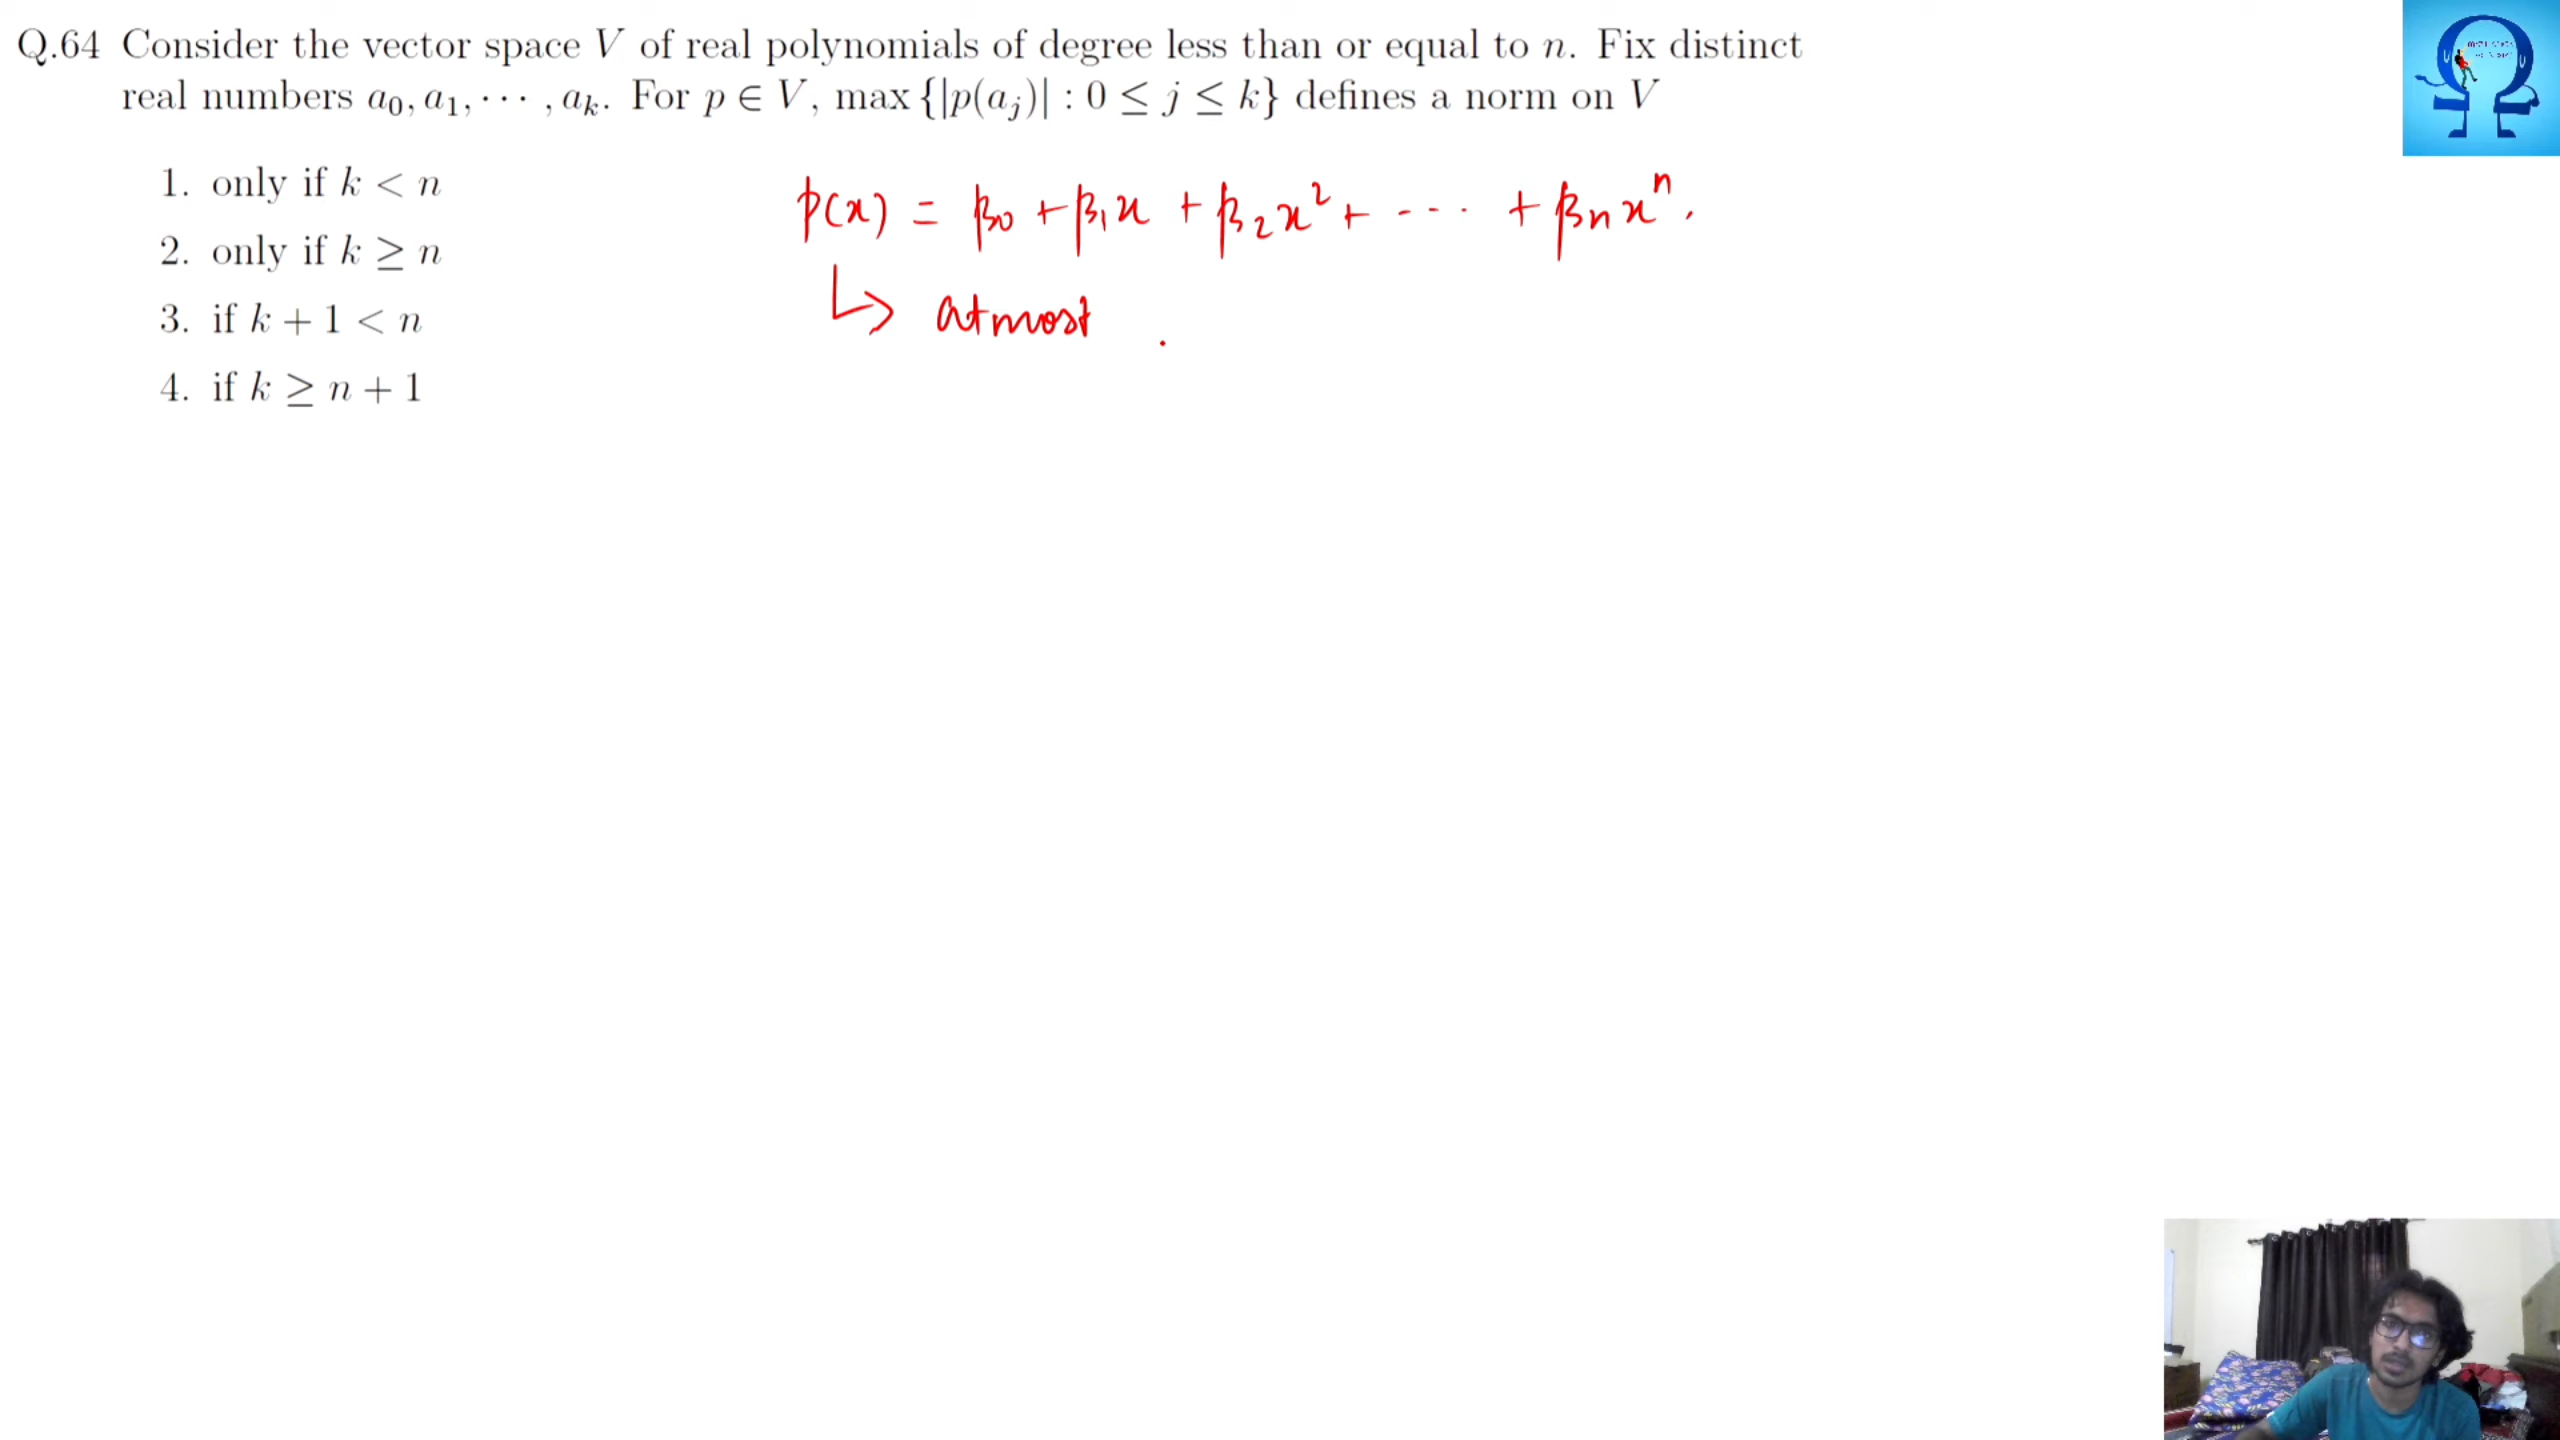 Q.64 Consider the vector space V of real polynomials of degree less than or equal to n. Fix distinct
real numbers a₀, a₁, ⋯ , aₖ. For p ∈ V, max {|p(aⱼ)| : 0 ≤ j ≤ k} defines a norm on V
1. only if k < n
2. only if k ≥ n
3. if k + 1 < n
4. if k ≥ n + 1
p(x) = β₀ + β₁x + β₂x² + --- + βₙxⁿ.
↳ atmost